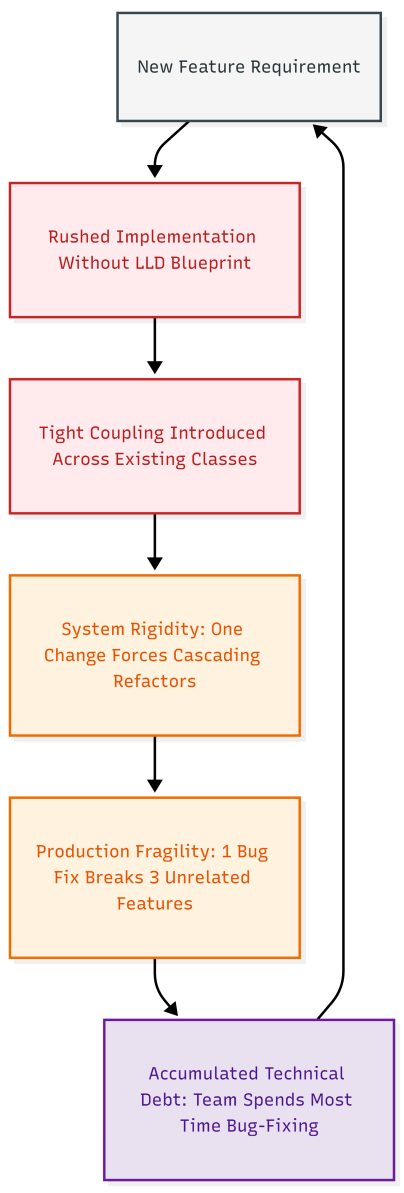 New Feature Requirement
Rushed Implementation
Without LLD Blueprint
Tight Coupling Introduced
Across Existing Classes
System Rigidity: One
Change Forces Cascading
Refactors
Production Fragility: 1 Bug
Fix Breaks 3 Unrelated
Features
Accumulated Technical
Debt: Team Spends Most
Time Bug-Fixing